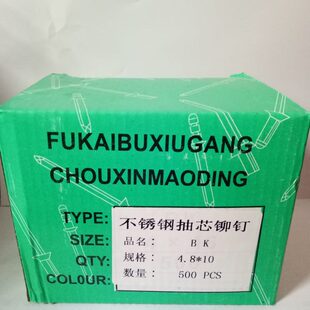 FUKAIBUXIUGANG
CHOUXINMAODING
TYPE: 不锈钢抽芯铆钉
SIZE: 品名: BK
QTY: 规格: 4.8*10
COL0UR: 数量: 500 PCS